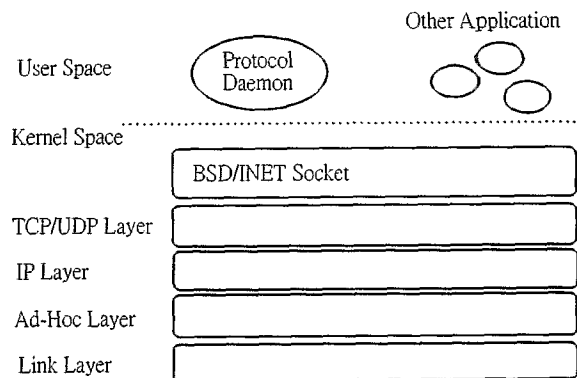 Other Application
User Space
Protocol
Daemon
Kernel Space
BSD/INET Socket
TCP/UDP Layer
IP Layer
Ad-Hoc Layer
Link Layer